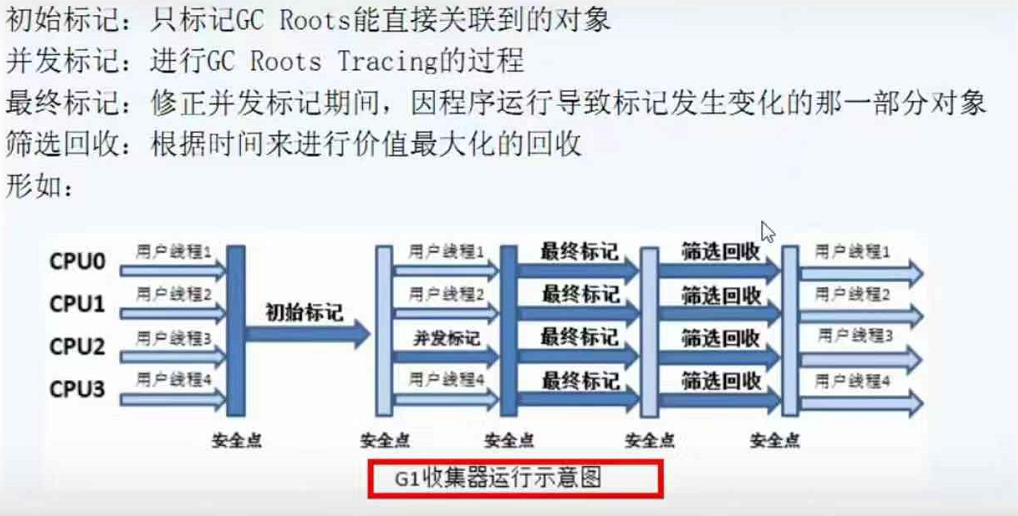 初始标记：只标记GC Roots能直接关联到的对象
并发标记：进行GC Roots Tracing的过程
最终标记：修正并发标记期间，因程序运行导致标记发生变化的那一部分对象
筛选回收：根据时间来进行价值最大化的回收
形如：
CPU0 用户线程1 用户线程1 最终标记 筛选回收 用户线程1
CPU1 用户线程2 用户线程2 最终标记 筛选回收 用户线程2
初始标记
CPU2 用户线程3 并发标记 最终标记 筛选回收 用户线程3
CPU3 用户线程4 用户线程4 最终标记 筛选回收 用户线程4
安全点 安全点 安全点 安全点 安全点
G1收集器运行示意图